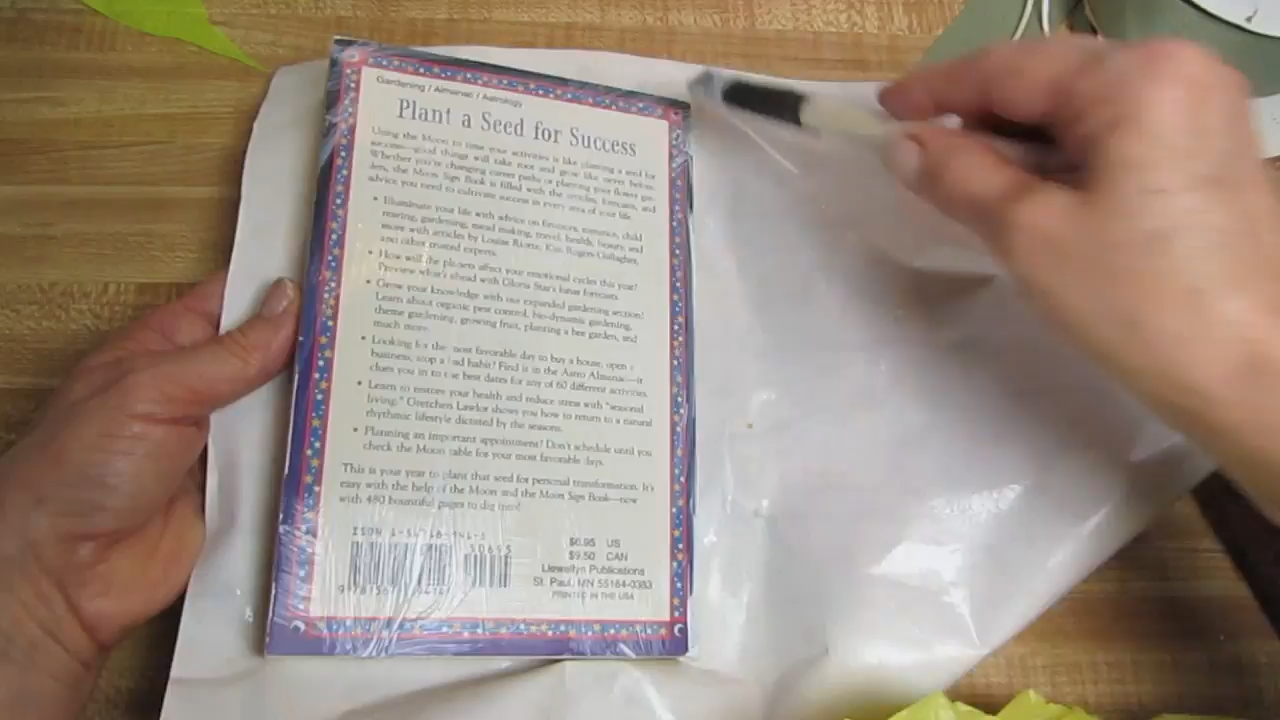 Gardening / Almanac / Astrology
Plant a Seed for Success
Using the Moon to time your activities is like planting a seed for
success—good things will take root and grow like never before.
Whether you're changing career paths or planting your flower gar-
den, the Moon Sign Book is filled with the articles, forecasts, and
advice you need to cultivate success in every area of your life.
• Illuminate your life with advice on finances, romance, child
rearing, gardening, mead making, travel, health, beauty, and
more with articles by Louise Riotte, Kim Rogers-Gallagher,
and other trusted experts.
• How will the planets affect your emotional cycles this year?
Preview what's ahead with Gloria Star's lunar forecasts.
• Grow your knowledge with our expanded gardening section!
Learn about organic pest control, bio-dynamic gardening,
theme gardening, growing fruit, planting a bee garden, and
much more.
• Looking for the most favorable day to buy a house, open a
business, stop a bad habit? Find it in the Astro Almanac—it
clues you in to the best dates for any of 60 different activities.
• Learn to restore your health and reduce stress with "seasonal
living." Gretchen Lawlor shows you how to return to a natural
rhythmic lifestyle dictated by the seasons.
• Planning an important appointment? Don't schedule until you
check the Moon table for your most favorable days.
This is your year to plant that seed for personal transformation. It's
easy with the help of the Moon and the Moon Sign Book—now
with 480 bountiful pages to dig into!
ISBN
50695
$6.95 US
$9.50 CAN
Llewellyn Publications
St. Paul, MN 55164-0383
PRINTED IN THE USA